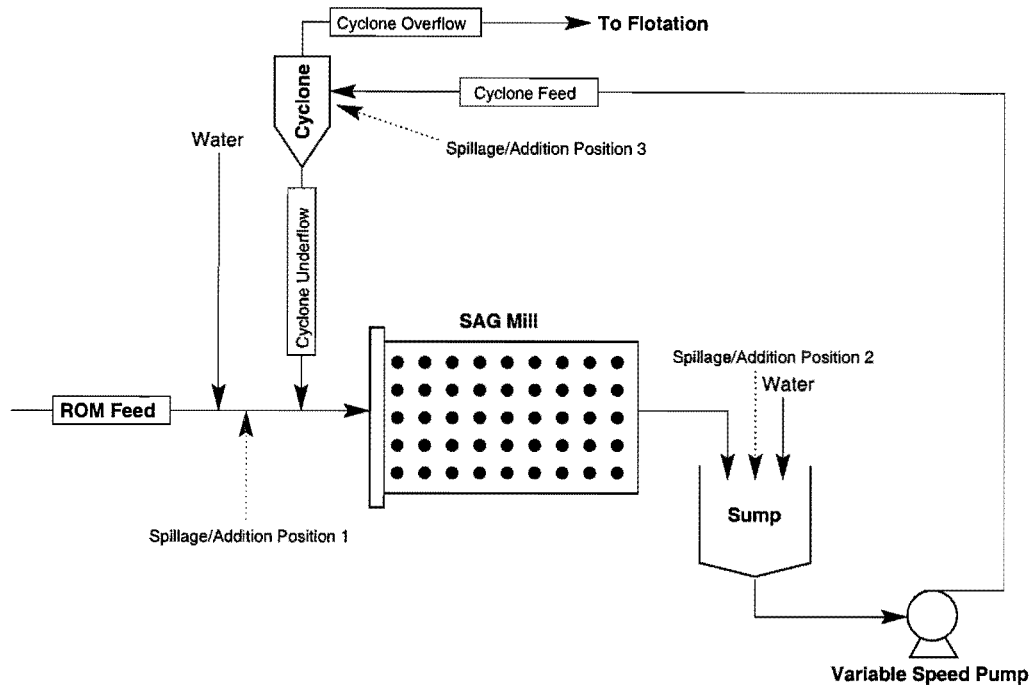 Cyclone Overflow
To Flotation
Cyclone
Cyclone Feed
Water
Spillage/Addition Position 3
Cyclone Underflow
SAG Mill
Spillage/Addition Position 2
Water
ROM Feed
Sump
Spillage/Addition Position 1
Variable Speed Pump